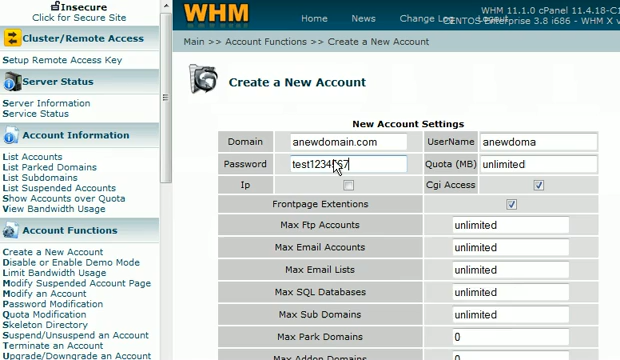 Insecure
Click for Secure Site
Cluster/Remote Access
Setup Remote Access Key
Server Status
Server Information
Service Status
Account Information
List Accounts
List Parked Domains
List Subdomains
List Suspended Accounts
Show Accounts over Quota
View Bandwidth Usage
Account Functions
Create a New Account
Disable or Enable Demo Mode
Limit Bandwidth Usage
Modify Suspended Account Page
Modify an Account
Password Modification
Quota Modification
Skeleton Directory
Suspend/Unsuspend an Account
Terminate an Account
Upgrade/Downgrade an Account
WHM
WHM 11.1.0 cPanel 11.4.18-C1
Home News Change Log
CENTOS Enterprise 3.8 i686 - WHM X v
Main >> Account Functions >> Create a New Account
Create a New Account
New Account Settings
Domain anewdomain.com UserName anewdoma
Password test1234567 Quota (MB) unlimited
Ip Cgi Access
Frontpage Extentions
Max Ftp Accounts unlimited
Max Email Accounts unlimited
Max Email Lists unlimited
Max SQL Databases unlimited
Max Sub Domains unlimited
Max Park Domains 0
Max Addon Domains 0